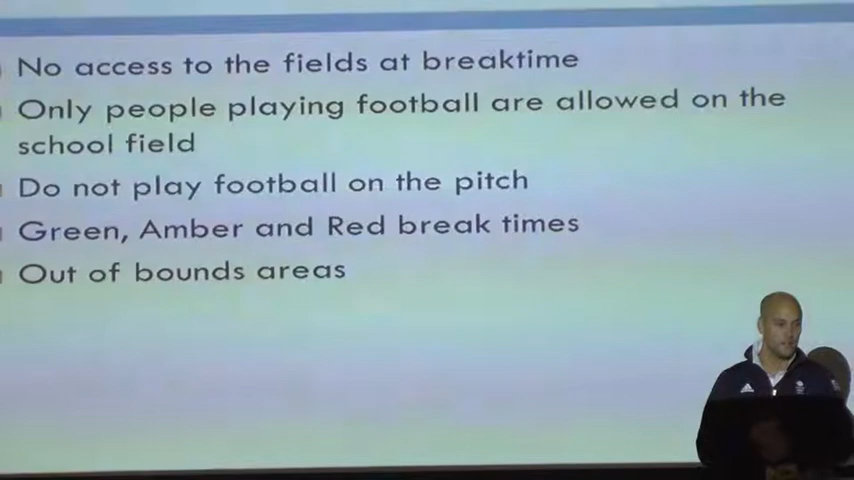 No access to the fields at breaktime
Only people playing football are allowed on the
school field
Do not play football on the pitch
Green, Amber and Red break times
Out of bounds areas